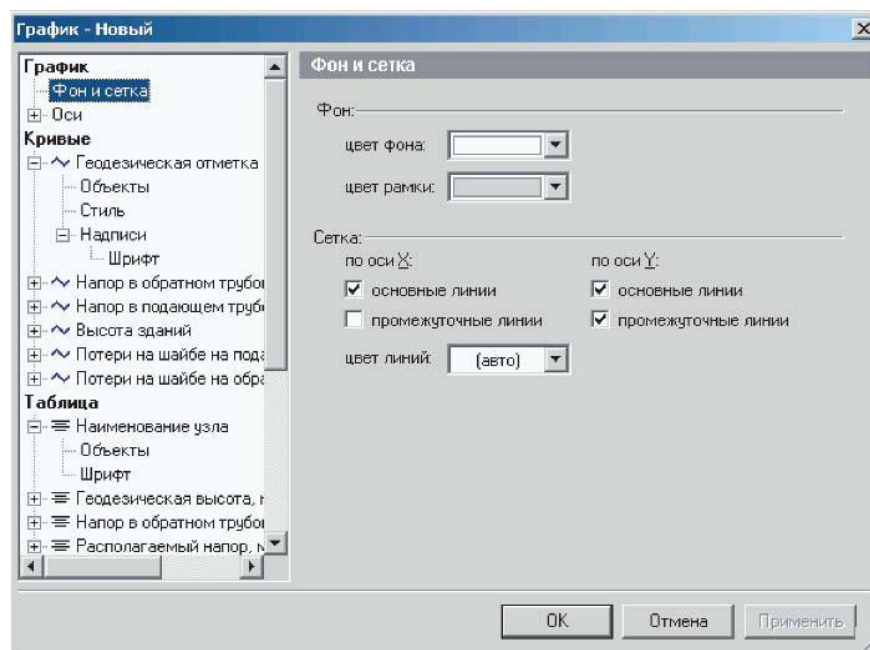 График - Новый
График
Фон и сетка
Оси
Кривые
Геодезическая отметка
Объекты
Стиль
Надписи
Шрифт
Напор в обратном трубо
Напор в подающем труб
Высота зданий
Потери на шайбе на пода
Потери на шайбе на обра
Таблица
Наименование узла
Объекты
Шрифт
Геодезическая высота,
Напор в обратном трубо
Располагаемый напор,
Фон и сетка
Фон:
цвет фона:
цвет рамки:
Сетка:
по оси X: по оси Y:
основные линии основные линии
промежуточные линии промежуточные линии
цвет линий: (авто)
OK Отмена Применить